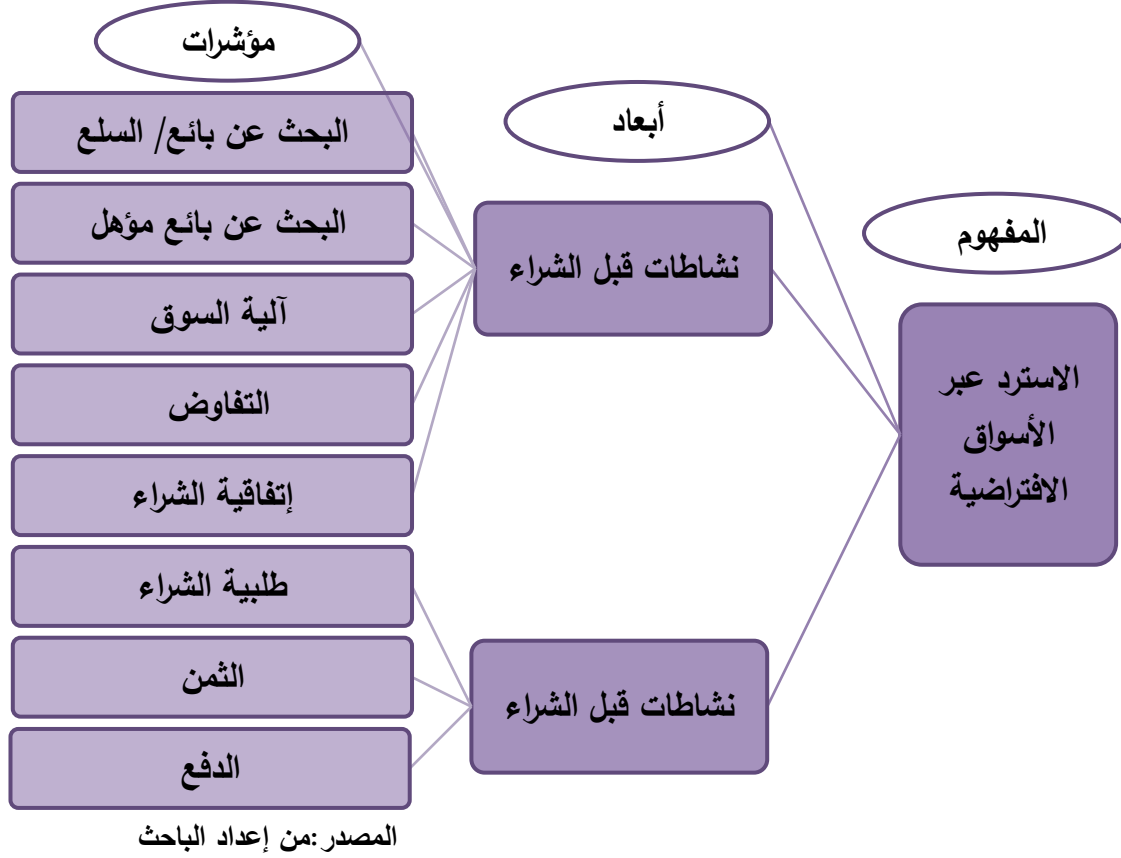 المفهوم
الاسترد عبر
الأسواق
الافتراضية
أبعاد
نشاطات قبل الشراء
نشاطات قبل الشراء
مؤشرات
البحث عن بائع/ السلع
البحث عن بائع مؤهل
آلية السوق
التفاوض
إتفاقية الشراء
طلبية الشراء
الثمن
الدفع
المصدر:من إعداد الباحث